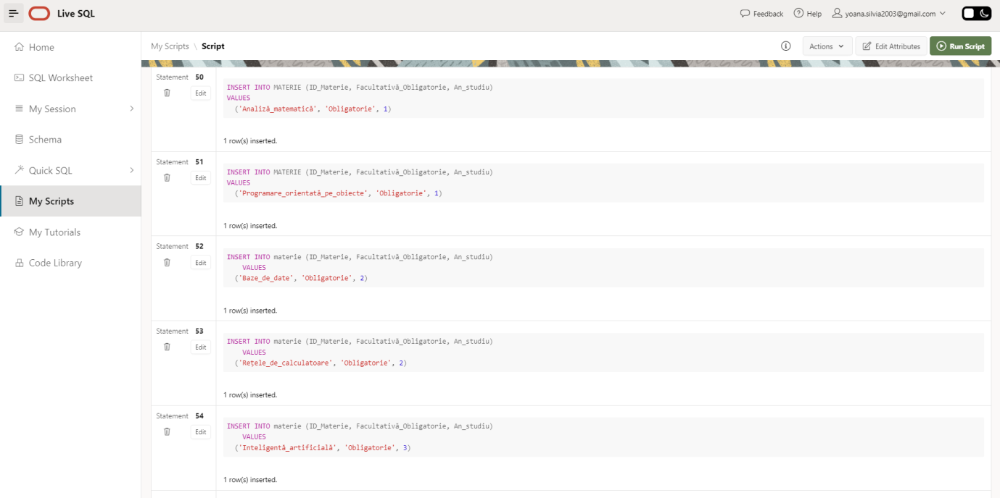 Live SQL
Feedback
Help
yoana.silvia2003@gmail.com
Home
SQL Worksheet
My Session
Schema
Quick SQL
My Scripts
My Tutorials
Code Library
My Scripts \ Script
Actions
Edit Attributes
Run Script
Statement 50
Edit
INSERT INTO MATERIE (ID_Materie, Facultativă_Obligatorie, An_studiu)
VALUES
('Analiză_matematică', 'Obligatorie', 1)
1 row(s) inserted.
Statement 51
Edit
INSERT INTO MATERIE (ID_Materie, Facultativă_Obligatorie, An_studiu)
VALUES
('Programare_orientată_pe_obiecte', 'Obligatorie', 1)
1 row(s) inserted.
Statement 52
Edit
INSERT INTO materie (ID_Materie, Facultativă_Obligatorie, An_studiu)
VALUES
('Baze_de_date', 'Obligatorie', 2)
1 row(s) inserted.
Statement 53
Edit
INSERT INTO materie (ID_Materie, Facultativă_Obligatorie, An_studiu)
VALUES
('Rețele_de_calculatoare', 'Obligatorie', 2)
1 row(s) inserted.
Statement 54
Edit
INSERT INTO materie (ID_Materie, Facultativă_Obligatorie, An_studiu)
VALUES
('Inteligentă_artificială', 'Obligatorie', 3)
1 row(s) inserted.